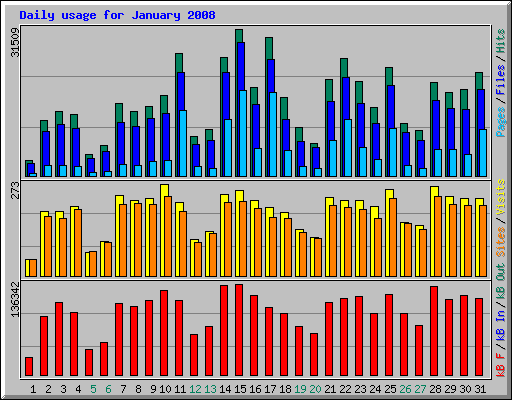 Daily usage for January 2008
31509
Pages / Files / Hits
273
Sites / Visits
136342
kB F / kB In / kB Out
1 2 3 4 5 6 7 8 9 10 11 12 13 14 15 16 17 18 19 20 21 22 23 24 25 26 27 28 29 30 31